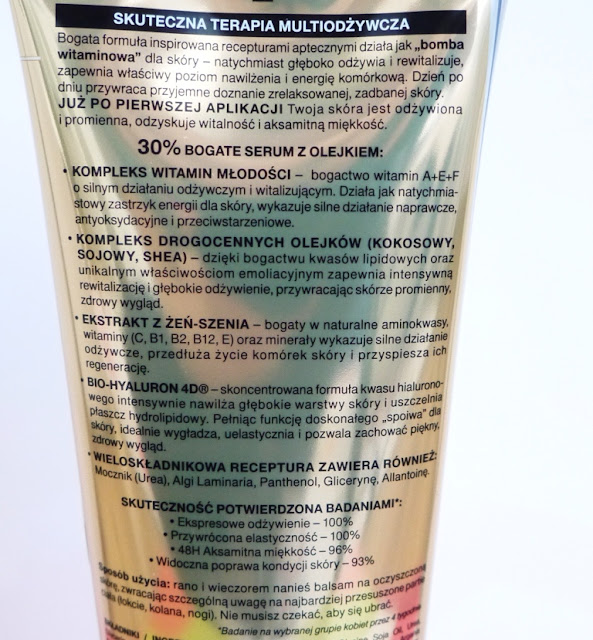 SKUTECZNA TERAPIA MULTIODŻYWCZA
Bogata formuła inspirowana recepturami aptecznymi działa jak „bomba
witaminowa” dla skóry – natychmiast głęboko odżywia i rewitalizuje,
zapewnia właściwy poziom nawilżenia i energię komórkową. Dzień po
dniu przywraca przyjemne doznanie zrelaksowanej, zadbanej skóry.
JUŻ PO PIERWSZEJ APLIKACJI Twoja skóra jest odżywiona
i promienna, odzyskuje witalność i aksamitną miękkość.
30% BOGATE SERUM Z OLEJKIEM:
• KOMPLEKS WITAMIN MŁODOŚCI – bogactwo witamin A+E+F
o silnym działaniu odżywczym i witalizującym. Działa jak natychmia-
stowy zastrzyk energii dla skóry, wykazuje silne działanie naprawcze,
antyoksydacyjne i przeciwstarzeniowe.
• KOMPLEKS DROGOCENNYCH OLEJKÓW (KOKOSOWY,
SOJOWY, SHEA) – dzięki bogactwu kwasów lipidowych oraz
unikalnym właściwościom emoliacyjnym zapewnia intensywną
rewitalizację i głębokie odżywienie, przywracając skórze promienny,
zdrowy wygląd.
• EKSTRAKT Z ŻEŃ-SZENIA – bogaty w naturalne aminokwasy,
witaminy (C, B1, B2, B12, E) oraz minerały wykazuje silne działanie
odżywcze, przedłuża życie komórek skóry i przyspiesza ich
regenerację.
• BIO-HYALURON 4D® – skoncentrowana formuła kwasu hialurono-
wego intensywnie nawilża głębokie warstwy skóry i uszczelnia
płaszcz hydrolipidowy. Pełniąc funkcję doskonałego „spoiwa” dla
skóry, idealnie wygładza, uelastycznia i pozwala zachować piękny,
zdrowy wygląd.
• WIELOSKŁADNIKOWA RECEPTURA ZAWIERA RÓWNIEŻ:
Mocznik (Urea), Algi Laminaria, Panthenol, Glicerynę, Allantoinę.
SKUTECZNOŚĆ POTWIERDZONA BADANIAMI*:
• Ekspresowe odżywienie – 100%
• Przywrócona elastyczność – 100%
• 48H Aksamitna miękkość – 96%
• Widoczna poprawa kondycji skóry – 93%
Sposób użycia: rano i wieczorem nanieś balsam na oczyszczoną
skórę, zwracając szczególną uwagę na najbardziej przesuszone partie
ciała (łokcie, kolana, nogi). Nie musisz czekać, aby się ubrać.
*Badanie na wybranej grupie kobiet przez 4 tygodnie
Soja Oil, Urea,